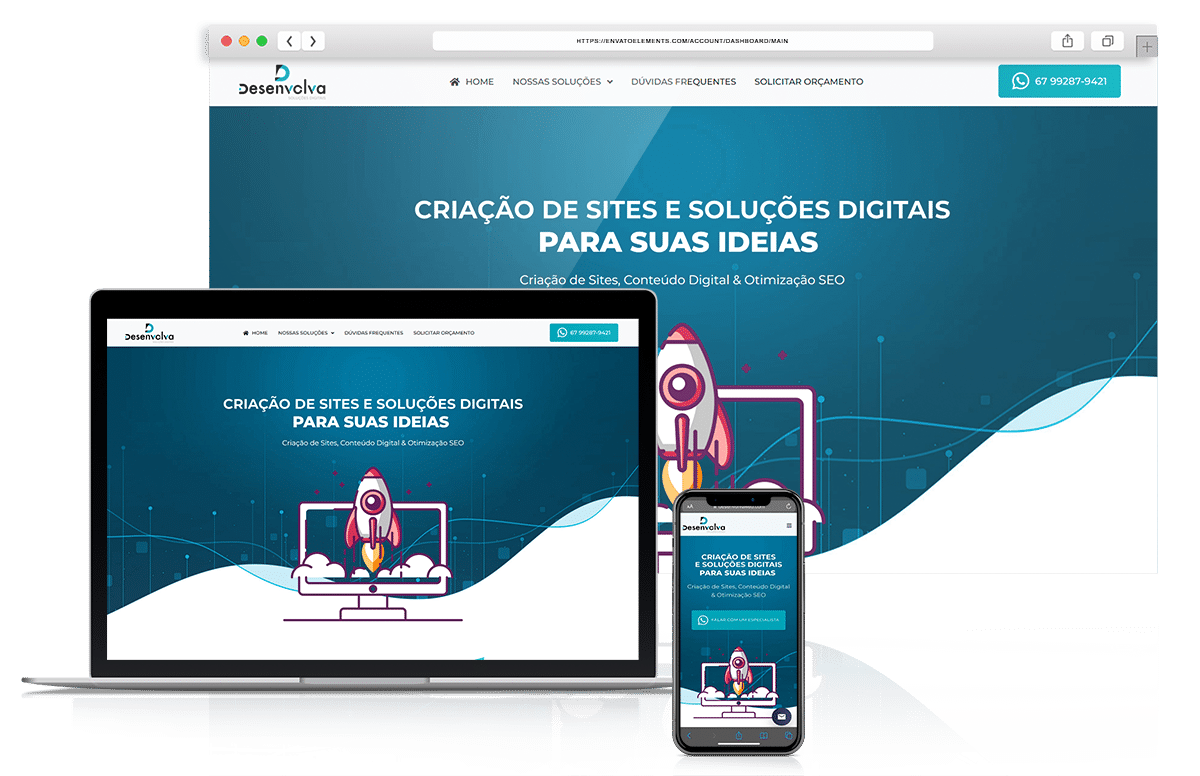 HTTPS://ENVATOELEMENTS.COM/ACCOUNT/DASHBOARD/MAIN
Desenvolva
HOME NOSSAS SOLUÇÕES DÚVIDAS FREQUENTES SOLICITAR ORÇAMENTO 67 99287-9421
CRIAÇÃO DE SITES E SOLUÇÕES DIGITAIS
PARA SUAS IDEIAS
Criação de Sites, Conteúdo Digital & Otimização SEO
Desenvolva
HOME NOSSAS SOLUÇÕES DÚVIDAS FREQUENTES SOLICITAR ORÇAMENTO 67 99287-9421
CRIAÇÃO DE SITES E SOLUÇÕES DIGITAIS
PARA SUAS IDEIAS
Criação de Sites, Conteúdo Digital & Otimização SEO
AA
Desenvolva
CRIAÇÃO DE SITES
E SOLUÇÕES DIGITAIS
PARA SUAS IDEIAS
Criação de Sites, Conteúdo Digital
& Otimização SEO
FALAR COM UM ESPECIALISTA